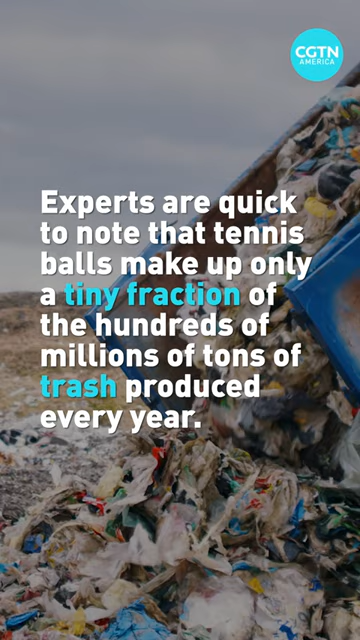 CGTN
AMERICA
Experts are quick
to note that tennis
balls make up only
a tiny fraction of
the hundreds of
millions of tons of
trash produced
every year.